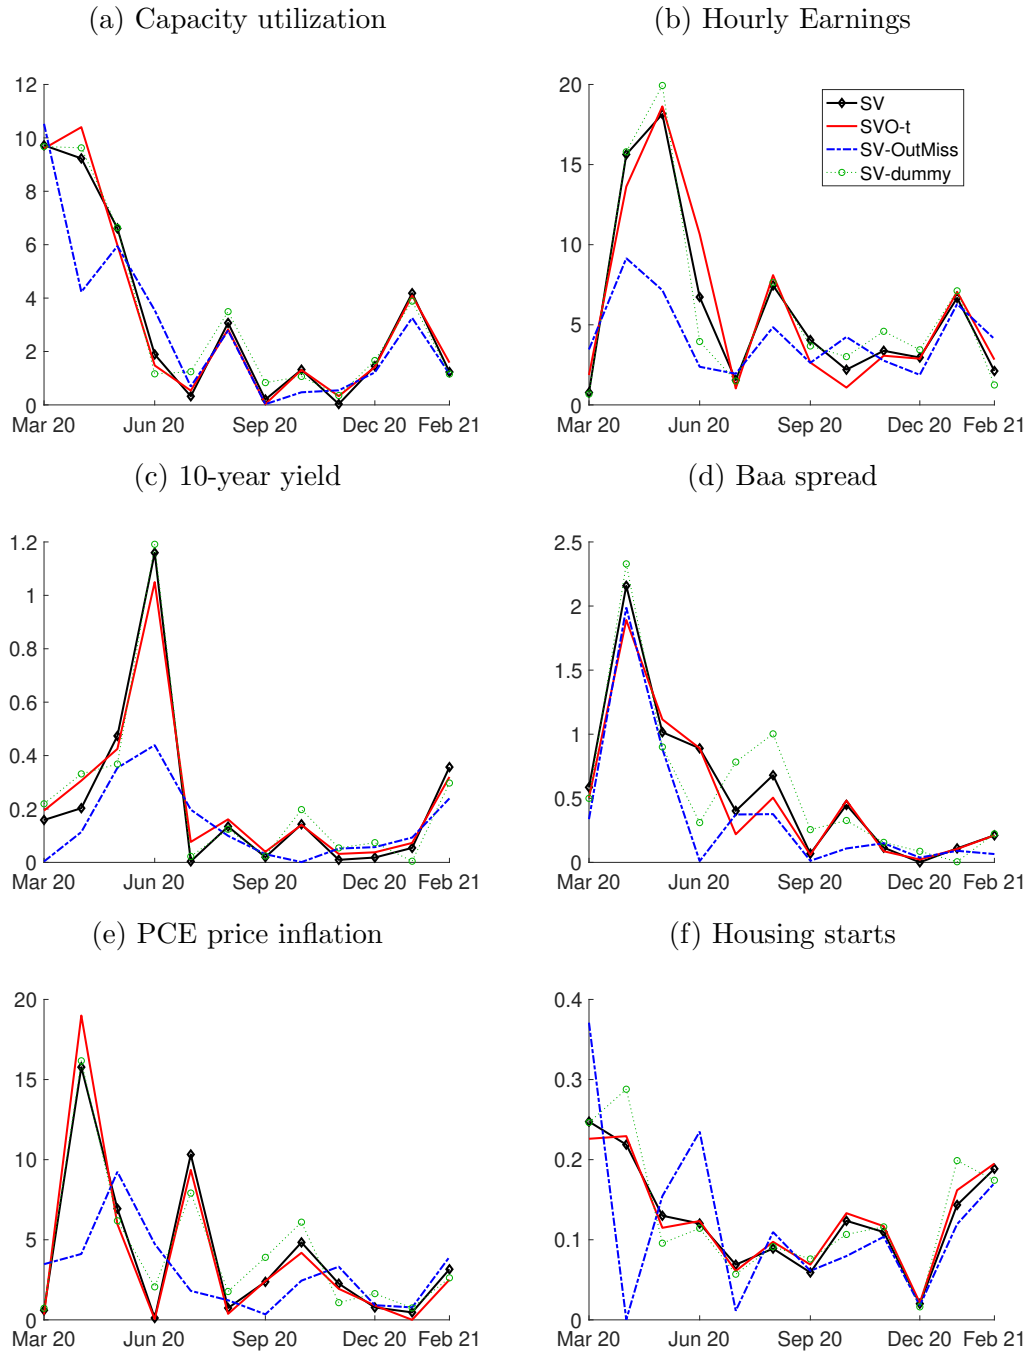 (a) Capacity utilization
(b) Hourly Earnings
12
10
8
6
4
2
0
Mar 20 Jun 20 Sep 20 Dec 20 Feb 21
20
15
10
5
0
Mar 20 Jun 20 Sep 20 Dec 20 Feb 21
SV
SVO-t
SV-OutMiss
SV-dummy
(c) 10-year yield
(d) Baa spread
1.2
1
0.8
0.6
0.4
0.2
0
Mar 20 Jun 20 Sep 20 Dec 20 Feb 21
2.5
2
1.5
1
0.5
0
Mar 20 Jun 20 Sep 20 Dec 20 Feb 21
(e) PCE price inflation
(f) Housing starts
20
15
10
5
0
Mar 20 Jun 20 Sep 20 Dec 20 Feb 21
0.4
0.3
0.2
0.1
0
Mar 20 Jun 20 Sep 20 Dec 20 Feb 21